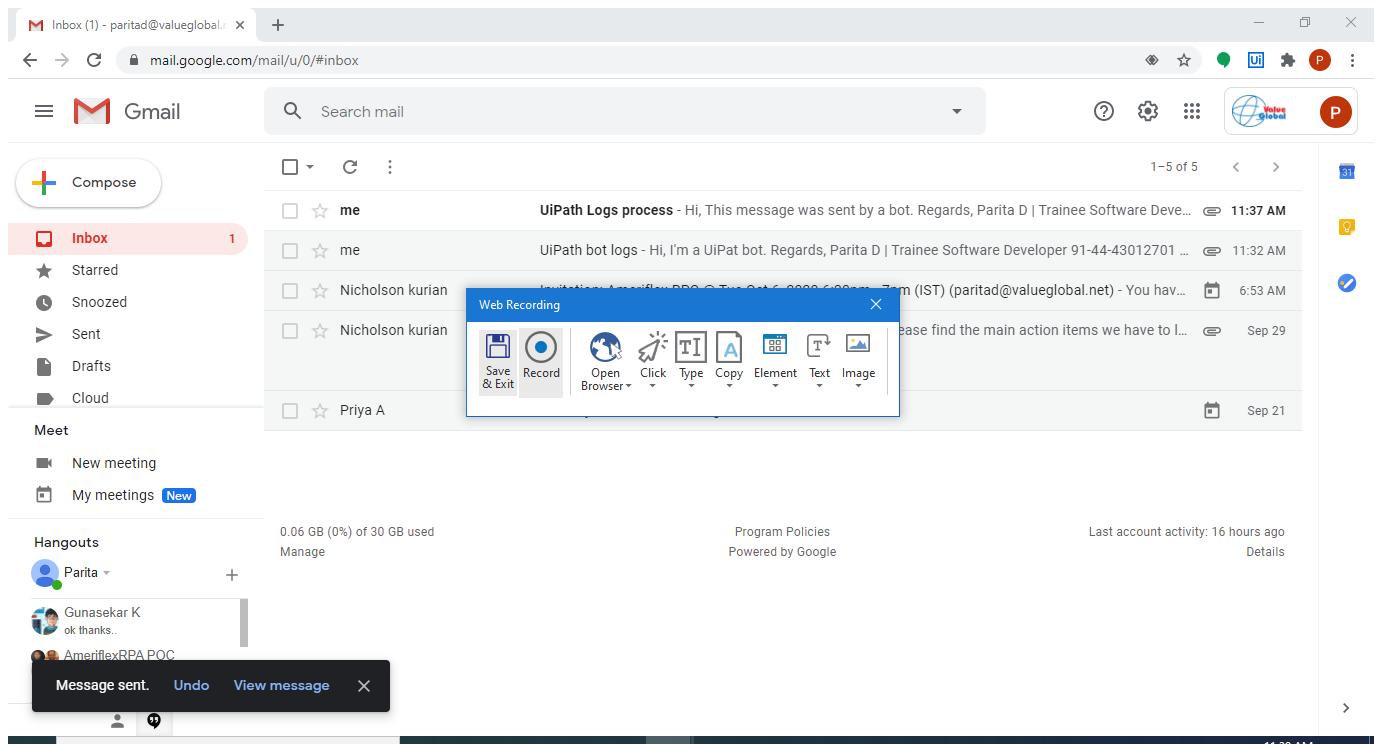 Inbox (1) - paritad@valueglobal.
mail.google.com/mail/u/0/#inbox
Ui
P
Gmail
Search mail
Value
Global
P
Compose
1–5 of 5
31
Inbox 1
Starred
Snoozed
Sent
Drafts
Cloud
me UiPath Logs process - Hi, This message was sent by a bot. Regards, Parita D | Trainee Software Deve... 11:37 AM
me UiPath bot logs - Hi, I'm a UiPat bot. Regards, Parita D | Trainee Software Developer 91-44-43012701 ... 11:32 AM
Nicholson kurian (IST) (paritad@valueglobal.net) - You hav... 6:53 AM
Nicholson kurian ease find the main action items we have to l... Sep 29
Priya A Sep 21
Web Recording
Save
& Exit
Record
Open
Browser
Click
Type
Copy
Element
Text
Image
Meet
New meeting
My meetings New
Hangouts
Parita
Gunasekar K
ok thanks..
AmeriflexRPA POC
0.06 GB (0%) of 30 GB used
Manage
Program Policies
Powered by Google
Last account activity: 16 hours ago
Details
Message sent. Undo View message